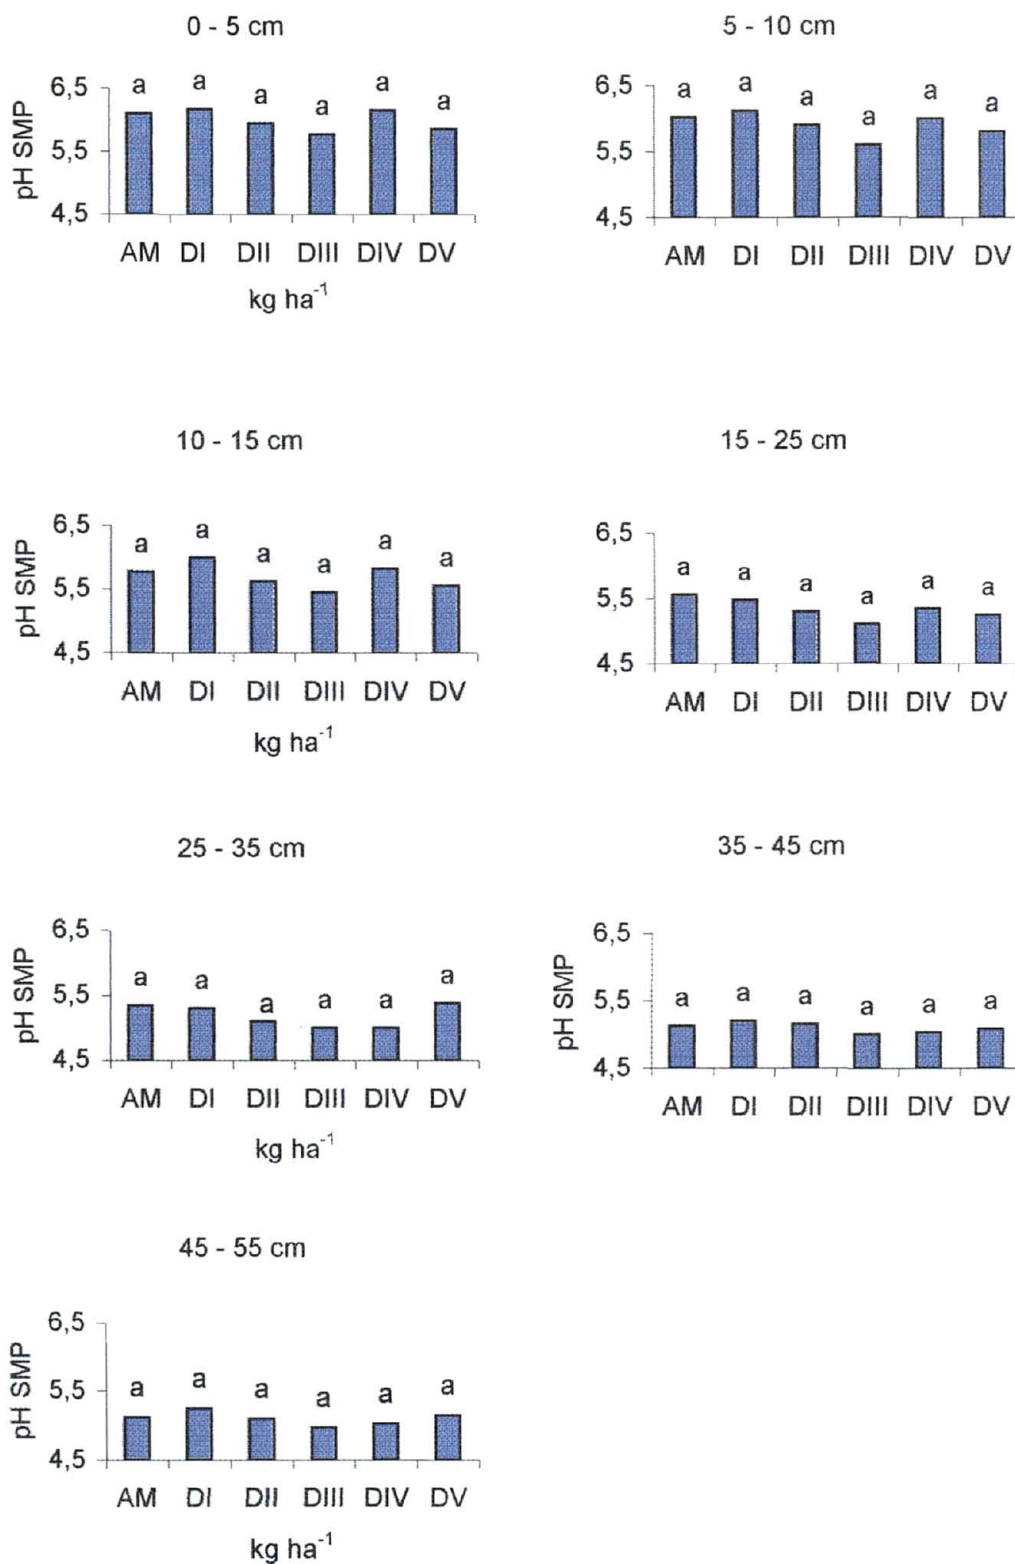 0 - 5 cm
6,5
5,5
4,5
pH SMP
a a a a a a
AM DI DII DIII DIV DV
kg ha⁻¹
5 - 10 cm
6,5
5,5
4,5
a a a a a a
AM DI DII DIII DIV DV
10 - 15 cm
6,5
5,5
4,5
pH SMP
a a a a a a
AM DI DII DIII DIV DV
kg ha⁻¹
15 - 25 cm
6,5
5,5
4,5
a a a a a a
AM DI DII DIII DIV DV
25 - 35 cm
6,5
5,5
4,5
pH SMP
a a a a a a
AM DI DII DIII DIV DV
kg ha⁻¹
35 - 45 cm
6,5
5,5
4,5
pH SMP
a a a a a a
AM DI DII DIII DIV DV
45 - 55 cm
6,5
5,5
4,5
pH SMP
a a a a a a
AM DI DII DIII DIV DV
kg ha⁻¹